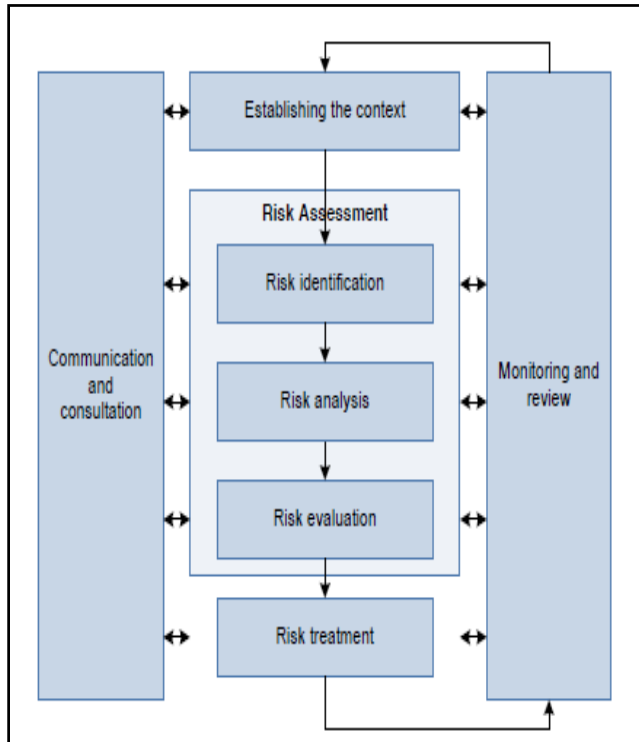 Establishing the context
Risk Assessment
Risk identification
Communication
and
consultation
Risk analysis
Monitoring and
review
Risk evaluation
Risk treatment